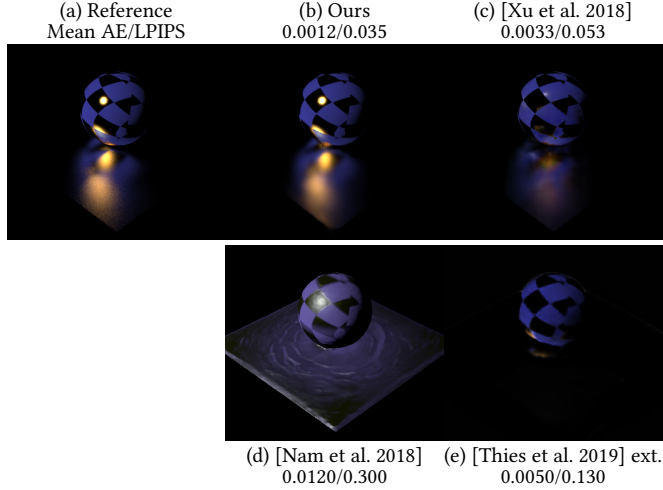 (a) Reference
Mean AE/LPIPS
(b) Ours
0.0012/0.035
(c) [Xu et al. 2018]
0.0033/0.053
(d) [Nam et al. 2018]
0.0120/0.300
(e) [Thies et al. 2019] ext.
0.0050/0.130